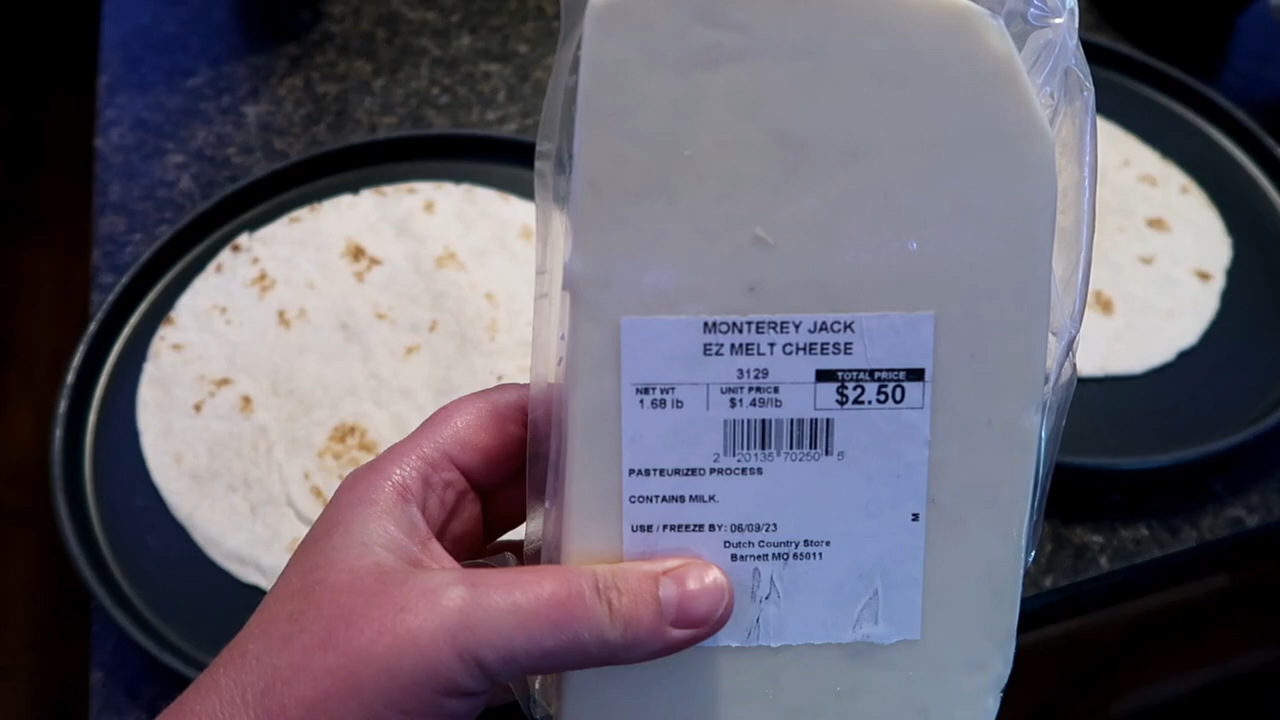 MONTEREY JACK
EZ MELT CHEESE
3129
NET WT UNIT PRICE TOTAL PRICE
1.68 lb $1.49/lb $2.50
2 20135 70250 5
PASTEURIZED PROCESS
CONTAINS MILK.
M
USE / FREEZE BY: 06/09/23
Dutch Country Store
Barnett MO 65011